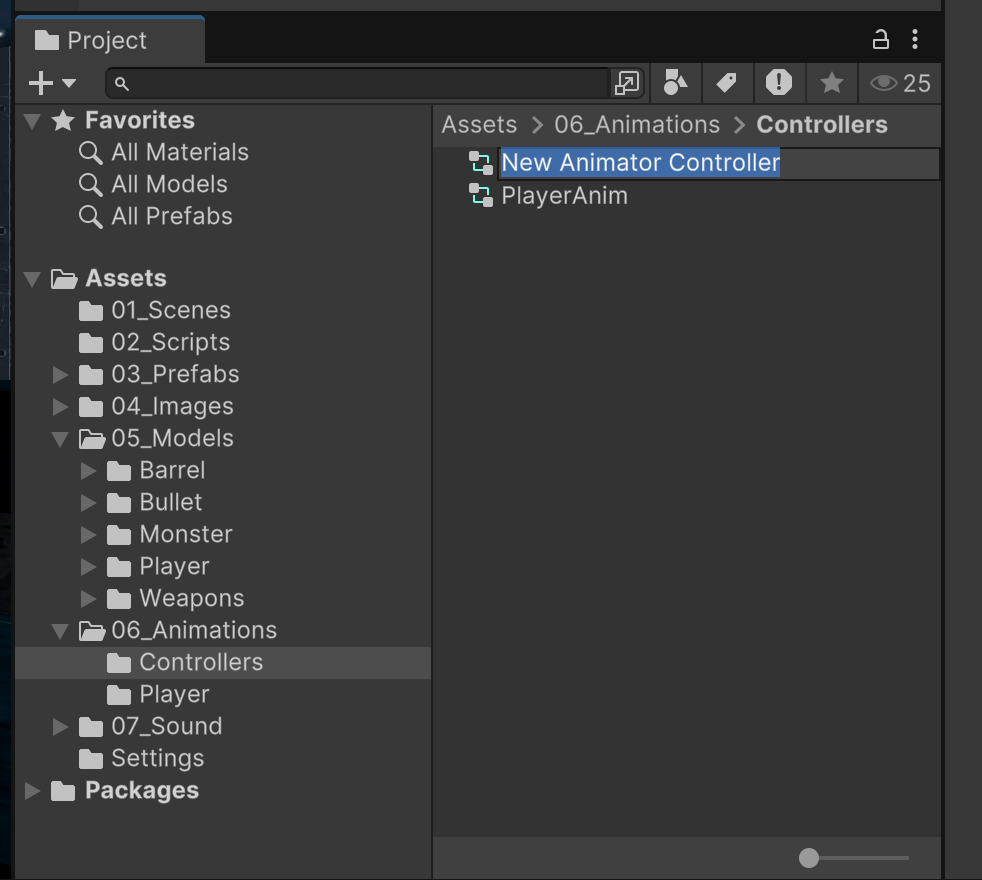 Project
25
Favorites
All Materials
All Models
All Prefabs
Assets
01_Scenes
02_Scripts
03_Prefabs
04_Images
05_Models
Barrel
Bullet
Monster
Player
Weapons
06_Animations
Controllers
Player
07_Sound
Settings
Packages
Assets > 06_Animations > Controllers
New Animator Controller
PlayerAnim